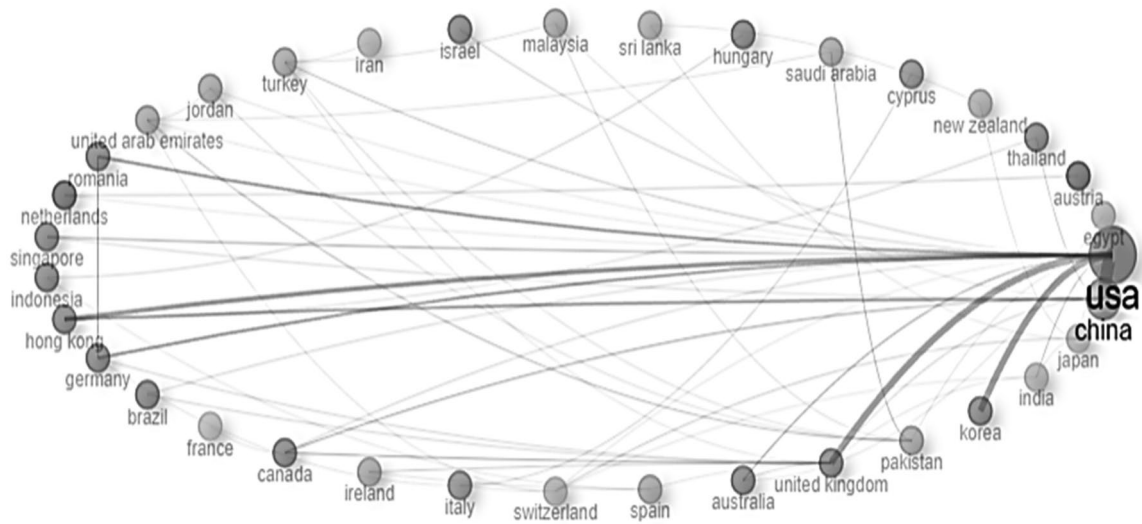 malaysia
sri lanka
israel
hungary
iran
saudi arabia
turkey
cyprus
jordan
new zealand
united arab emirates
thailand
romania
austria
netherlands
egypt
singapore
indonesia
usa
hong kong
china
germany
japan
india
brazil
korea
france
pakistan
canada
united kingdom
ireland
australia
italy
switzerland
spain